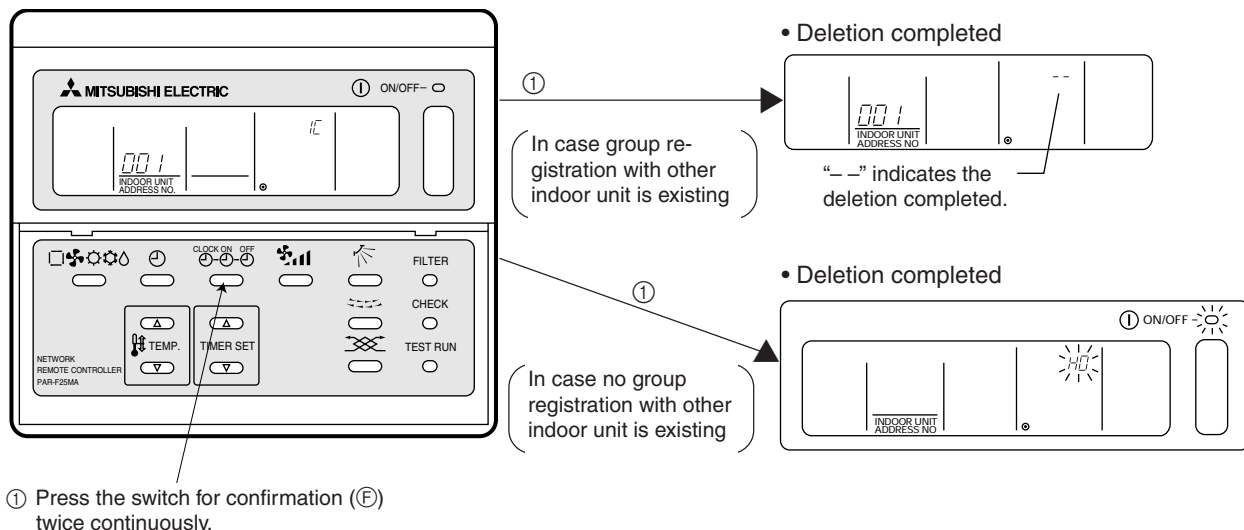 MITSUBISHI ELECTRIC
ON/OFF
1C
001
INDOOR UNIT
ADDRESS NO.
CLOCK ON OFF
FILTER
CHECK
TEMP.
TIMER SET
TEST RUN
NETWORK
REMOTE CONTROLLER
PAR-F25MA
① Press the switch for confirmation (Ⓕ)
twice continuously.
①
In case group re-
gistration with other
indoor unit is existing
• Deletion completed
--
001
INDOOR UNIT
ADDRESS NO
“– –” indicates the
deletion completed.
①
In case no group
registration with other
indoor unit is existing
• Deletion completed
ON/OFF
H0
INDOOR UNIT
ADDRESS NO